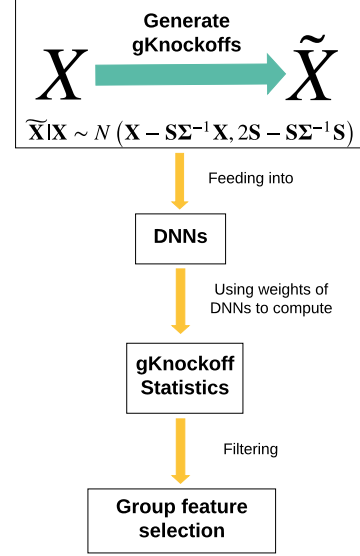 Generate
gKnockoffs
X X̃
X̃|X ∼ N (X − SΣ⁻¹X, 2S − SΣ⁻¹S)
Feeding into
DNNs
Using weights of
DNNs to compute
gKnockoff
Statistics
Filtering
Group feature
selection